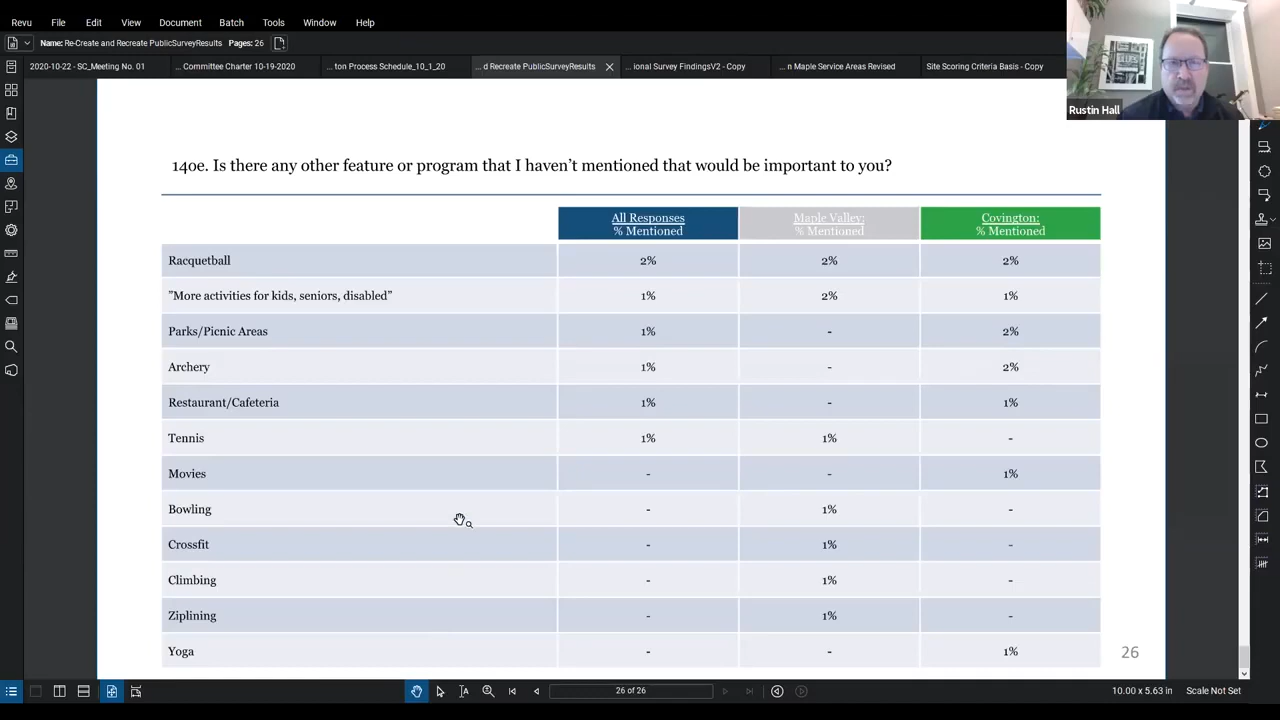 Revu File Edit View Document Batch Tools Window Help
Name: Re-Create and Recreate PublicSurveyResults Pages: 26
2020-10-22 - SC_Meeting No. 01 ... Committee Charter 10-19-2020 ... ton Process Schedule_10_1_20 ... d Recreate PublicSurveyResults ... ional Survey FindingsV2 - Copy ... n Maple Service Areas Revised Site Scoring Criteria Basis - Copy
Rustin Hall
140e. Is there any other feature or program that I haven't mentioned that would be important to you?
All Responses Maple Valley: Covington:
% Mentioned % Mentioned % Mentioned
Racquetball 2% 2% 2%
"More activities for kids, seniors, disabled" 1% 2% 1%
Parks/Picnic Areas 1% - 2%
Archery 1% - 2%
Restaurant/Cafeteria 1% - 1%
Tennis 1% 1% -
Movies - - 1%
Bowling - 1% -
Crossfit - 1% -
Climbing - 1% -
Ziplining - 1% -
Yoga - - 1%
26
26 of 26 10.00 x 5.63 in Scale Not Set